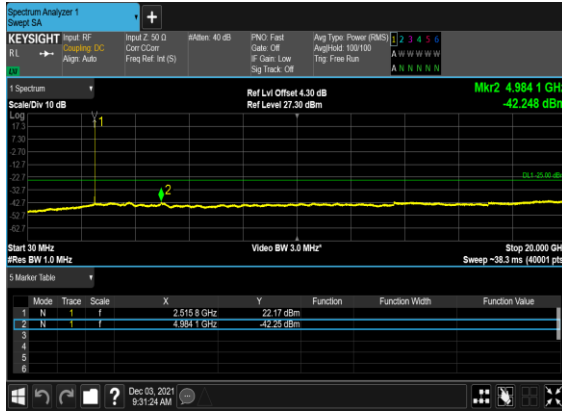 Spectrum Analyzer 1
Swept SA
+
KEYSIGHT Input: RF Input Z: 50 Ω #Atten: 40 dB PNO: Fast Avg Type: Power (RMS) 1 2 3 4 5 6
RL Coupling: DC Corr CCorr Gate: Off Avg|Hold: 100/100 A W W W W W
Align: Auto Freq Ref: Int (S) IF Gain: Low Trig: Free Run
Sig Track: Off A N N N N N
LU
1 Spectrum Ref Lvl Offset 4.30 dB Mkr2 4.984 1 GHz
Scale/Div 10 dB Ref Level 27.30 dBm -42.248 dBm
Log
17.3
7.30
-2.70
-12.7
-22.7
-32.7
-42.7
-52.7
-62.7
1
2
DL1 -25.00 dBm
Start 30 MHz Video BW 3.0 MHz* Stop 20.000 GHz
#Res BW 1.0 MHz Sweep ~38.3 ms (40001 pts)
5 Marker Table
Mode Trace Scale X Y Function Function Width Function Value
1 N 1 f 2.515 8 GHz 22.17 dBm
2 N 1 f 4.984 1 GHz -42.25 dBm
3
4
5
6
? Dec 03, 2021
9:31:24 AM